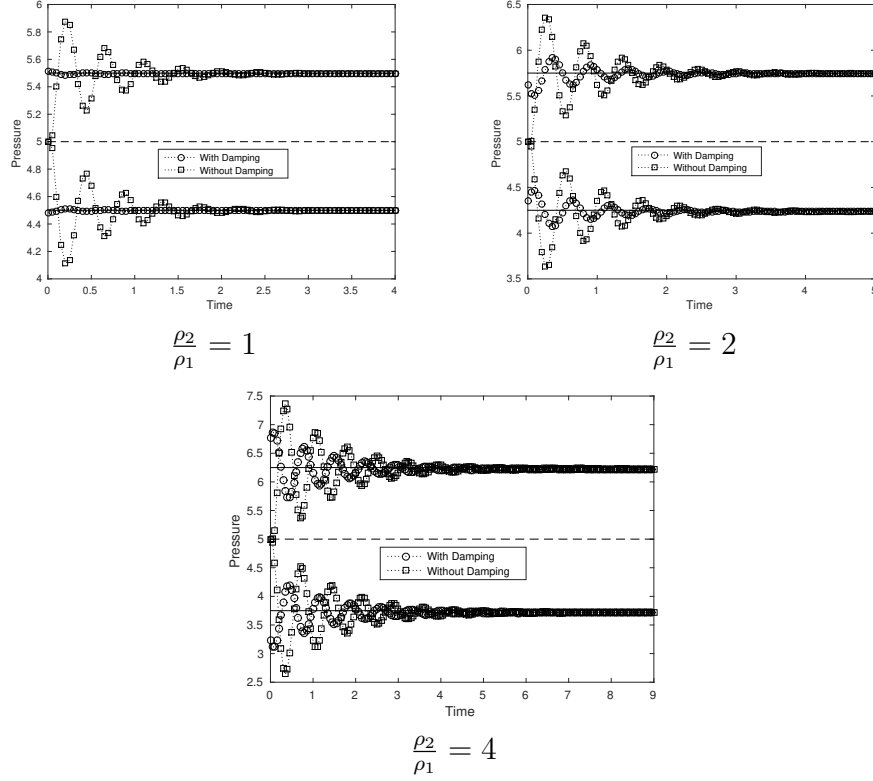 6
5.8
5.6
5.4
5.2
5
4.8
4.6
4.4
4.2
4
Pressure
With Damping
Without Damping
0 0.5 1 1.5 2 2.5 3 3.5 4
Time
ρ₂/ρ₁ = 1
6.5
6
5.5
5
4.5
4
3.5
Pressure
With Damping
Without Damping
0 1 2 3 4 5
Time
ρ₂/ρ₁ = 2
7.5
7
6.5
6
5.5
5
4.5
4
3.5
3
2.5
Pressure
With Damping
Without Damping
0 1 2 3 4 5 6 7 8 9
Time
ρ₂/ρ₁ = 4